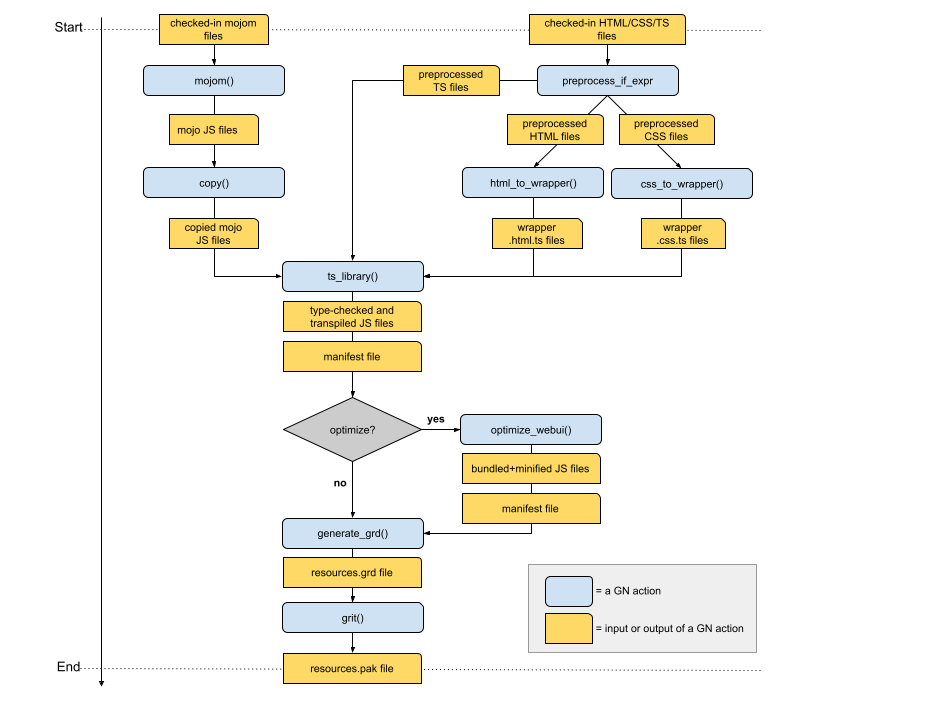 Start
checked-in mojom
files
checked-in HTML/CSS/TS
files
mojom()
preprocessed
TS files
preprocess_if_expr
mojo JS files
preprocessed
HTML files
preprocessed
CSS files
copy()
html_to_wrapper()
css_to_wrapper()
copied mojo
JS files
wrapper
.html.ts files
wrapper
.css.ts files
ts_library()
type-checked and
transpiled JS files
manifest file
optimize?
yes
optimize_webui()
bundled+minified JS files
no
manifest file
generate_grd()
resources.grd file
= a GN action
grit()
= input or output of a GN action
End
resources.pak file